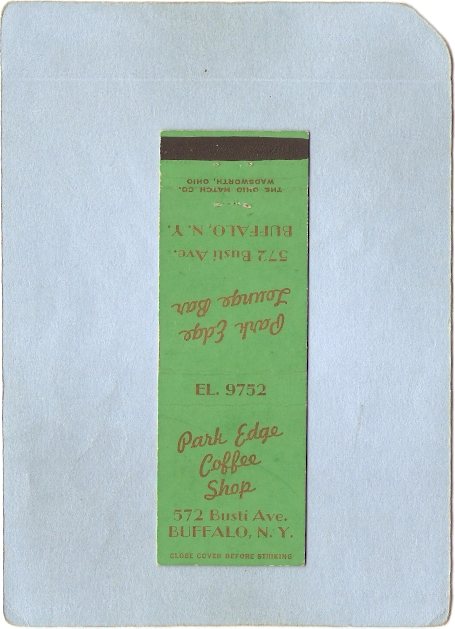 THE OHIO MATCH CO.
WADSWORTH, OHIO
Park Edge
Lounge Bar
572 Busti Ave.
BUFFALO, N. Y.
EL. 9752
Park Edge
Coffee
Shop
572 Busti Ave.
BUFFALO, N. Y.
CLOSE COVER BEFORE STRIKING